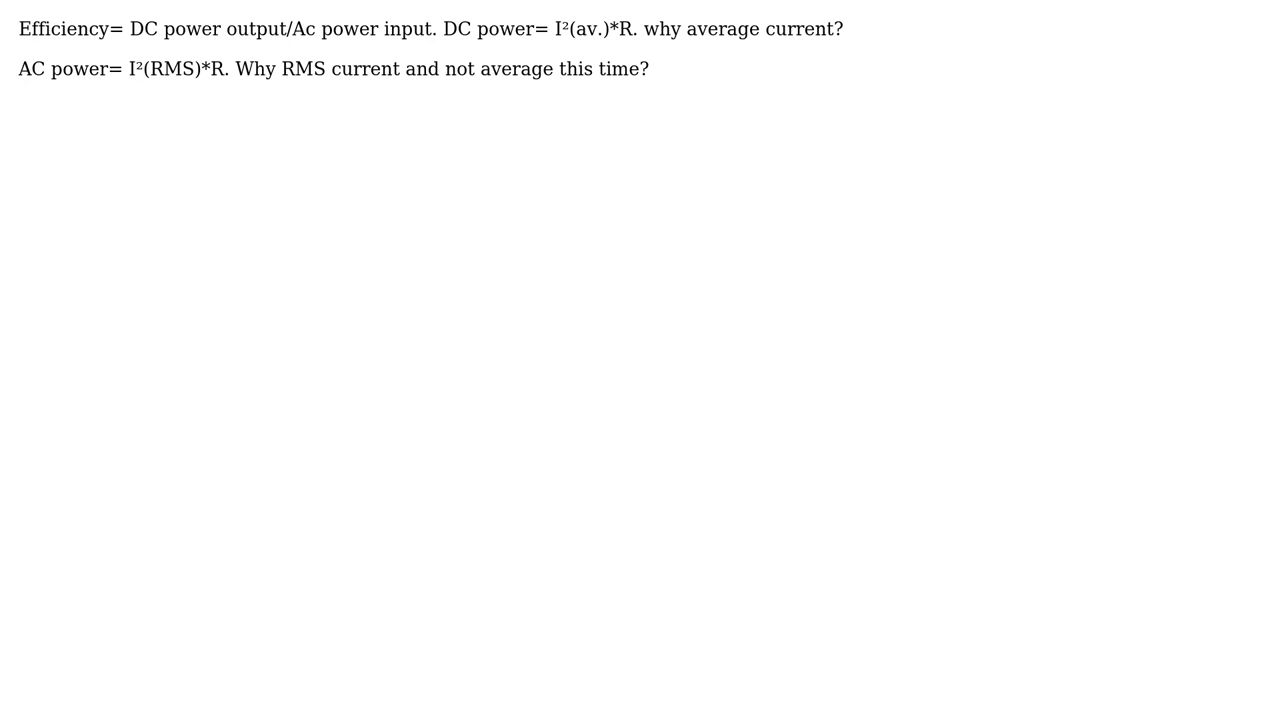 Efficiency= DC power output/Ac power input. DC power= I²(av.)*R. why average current?
AC power= I²(RMS)*R. Why RMS current and not average this time?